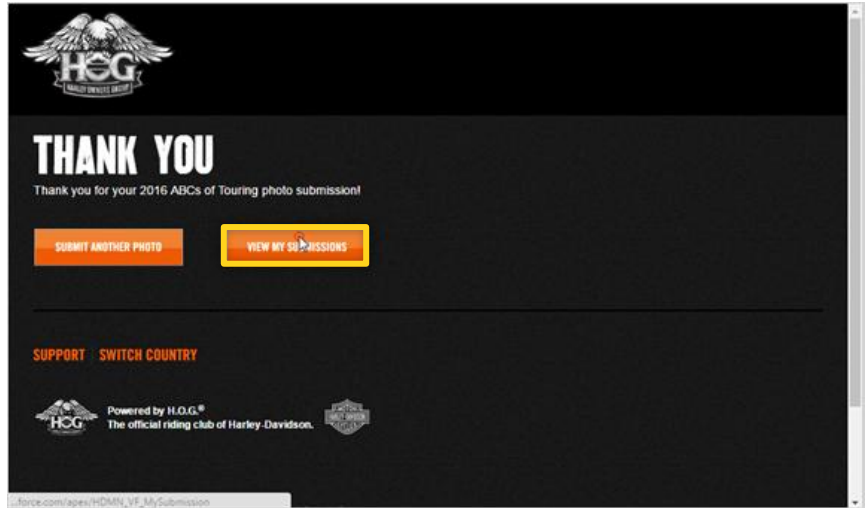 HOG
HARLEY OWNERS GROUP
THANK YOU
Thank you for your 2016 ABCs of Touring photo submission!
SUBMIT ANOTHER PHOTO
VIEW MY SUBMISSIONS
SUPPORT SWITCH COUNTRY
HOG
Powered by H.O.G.®
The official riding club of Harley-Davidson.
HARLEY-DAVIDSON
...force.com/apex/HDMN_VF_MySubmission